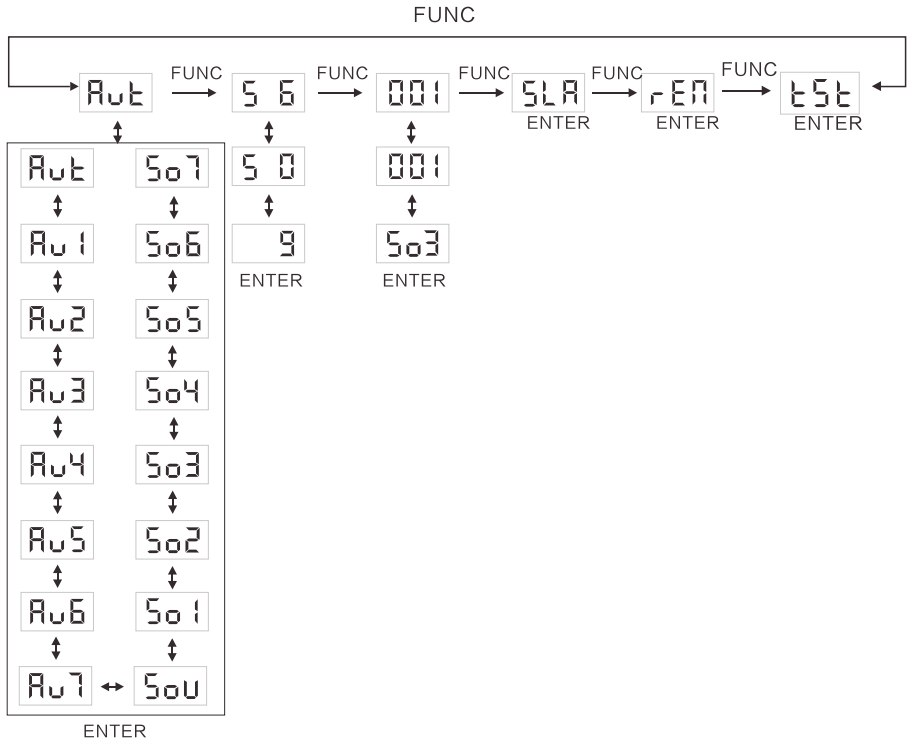 FUNC
Aut FUNC S 6 FUNC 001 FUNC SLA FUNC rEM FUNC tSt
ENTER ENTER ENTER
Aut So7 S 0 001
Au1 So6 9 So3
ENTER ENTER
Au2 So5
Au3 So4
Au4 So3
Au5 So2
Au6 So1
Au7 SoU
ENTER